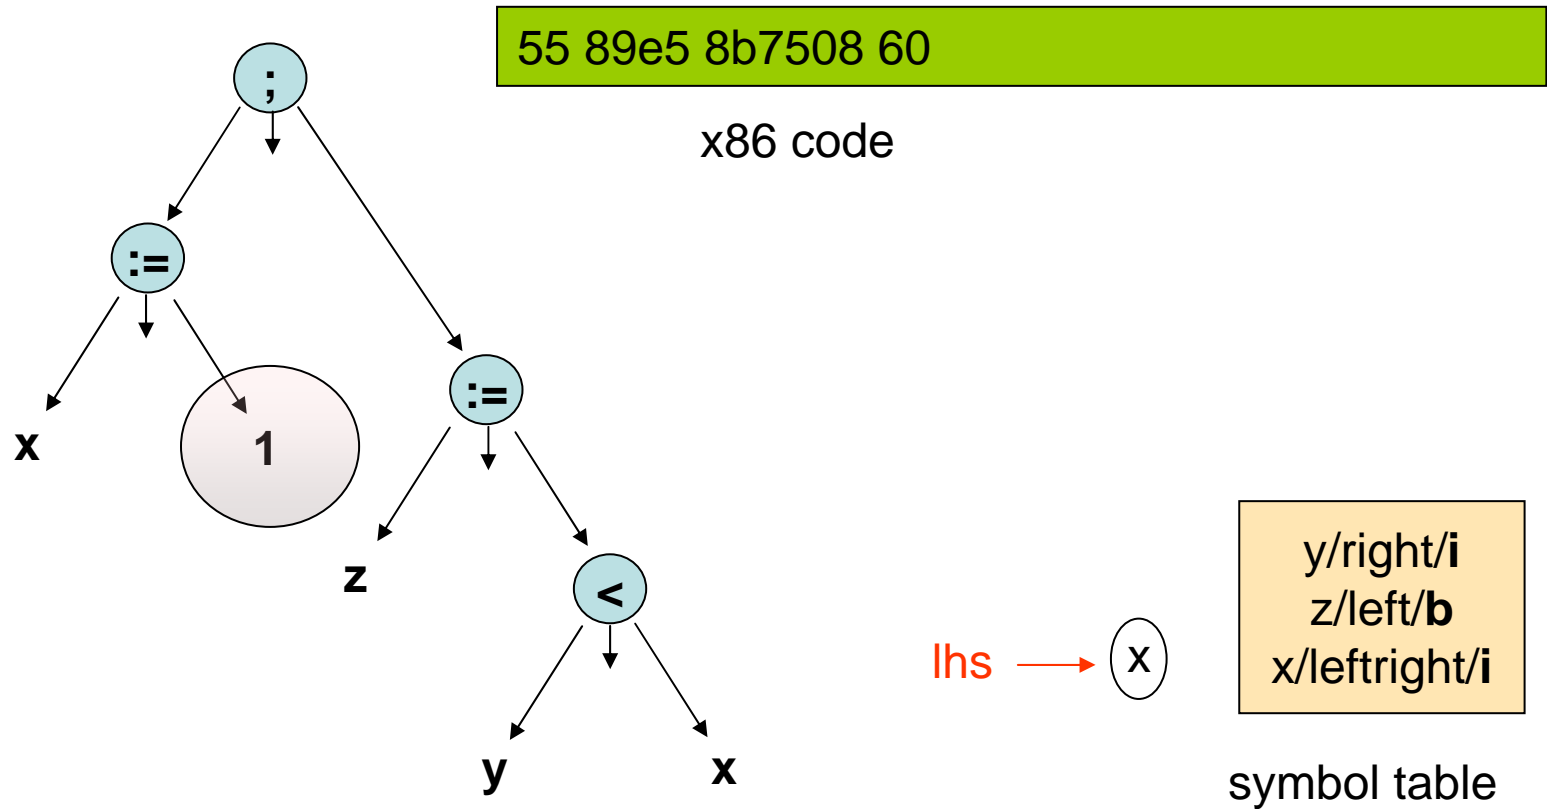 55 89e5 8b7508 60
;
x86 code
:=
:=
x
1
z
<
y/right/i
z/left/b
x/leftright/i
lhs
x
y
x
symbol table